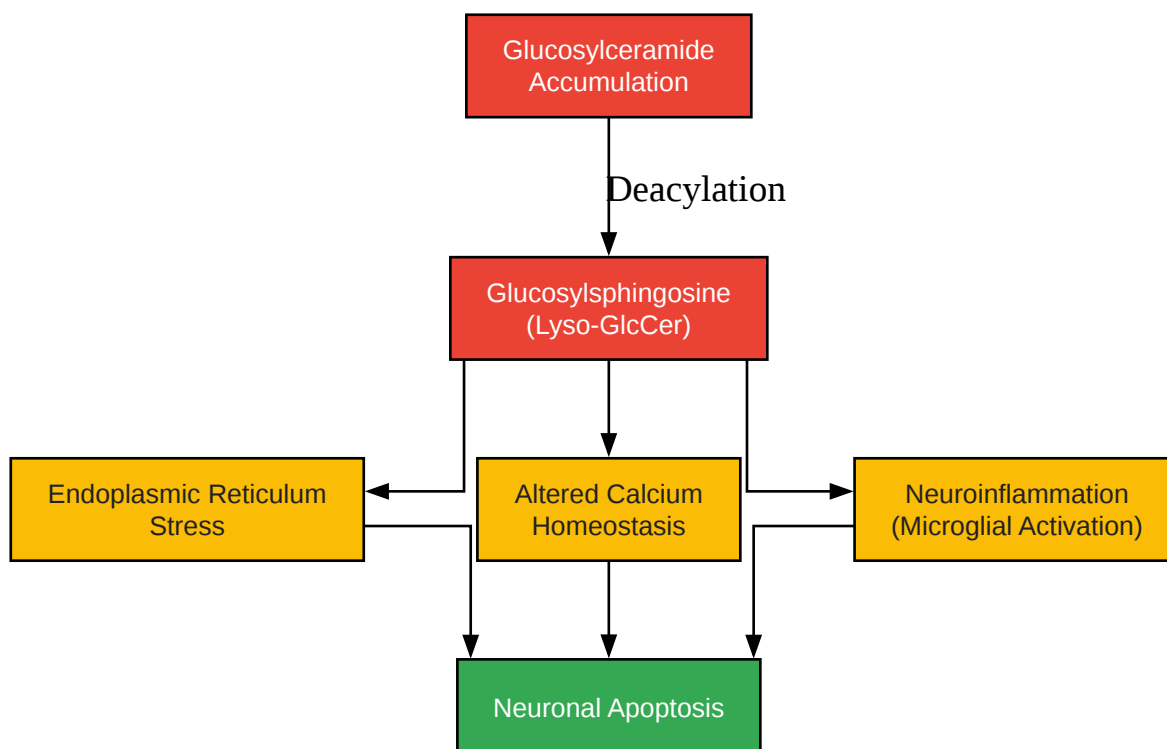 Glucosylceramide
Accumulation
Deacylation
Glucosylsphingosine
(Lyso-GlcCer)
Endoplasmic Reticulum
Stress
Altered Calcium
Homeostasis
Neuroinflammation
(Microglial Activation)
Neuronal Apoptosis